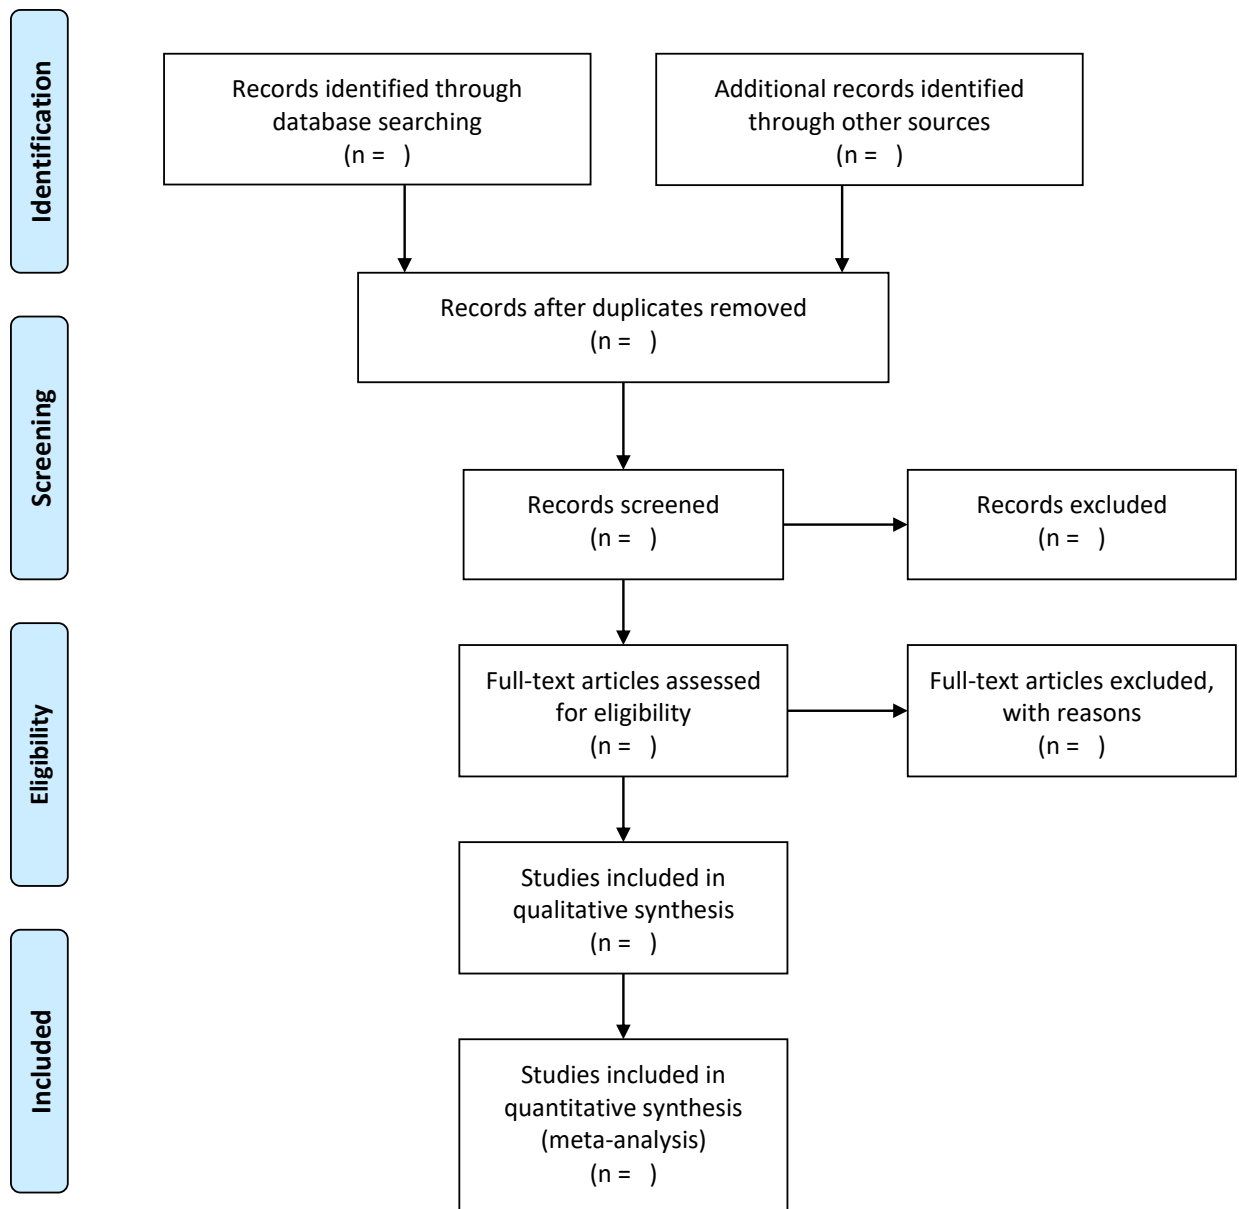 Identification
Records identified through
database searching
(n =   )
Additional records identified
through other sources
(n =   )
Records after duplicates removed
(n =   )
Screening
Records screened
(n =   )
Records excluded
(n =   )
Eligibility
Full-text articles assessed
for eligibility
(n =   )
Full-text articles excluded,
with reasons
(n =   )
Studies included in
qualitative synthesis
(n =   )
Included
Studies included in
quantitative synthesis
(meta-analysis)
(n =   )